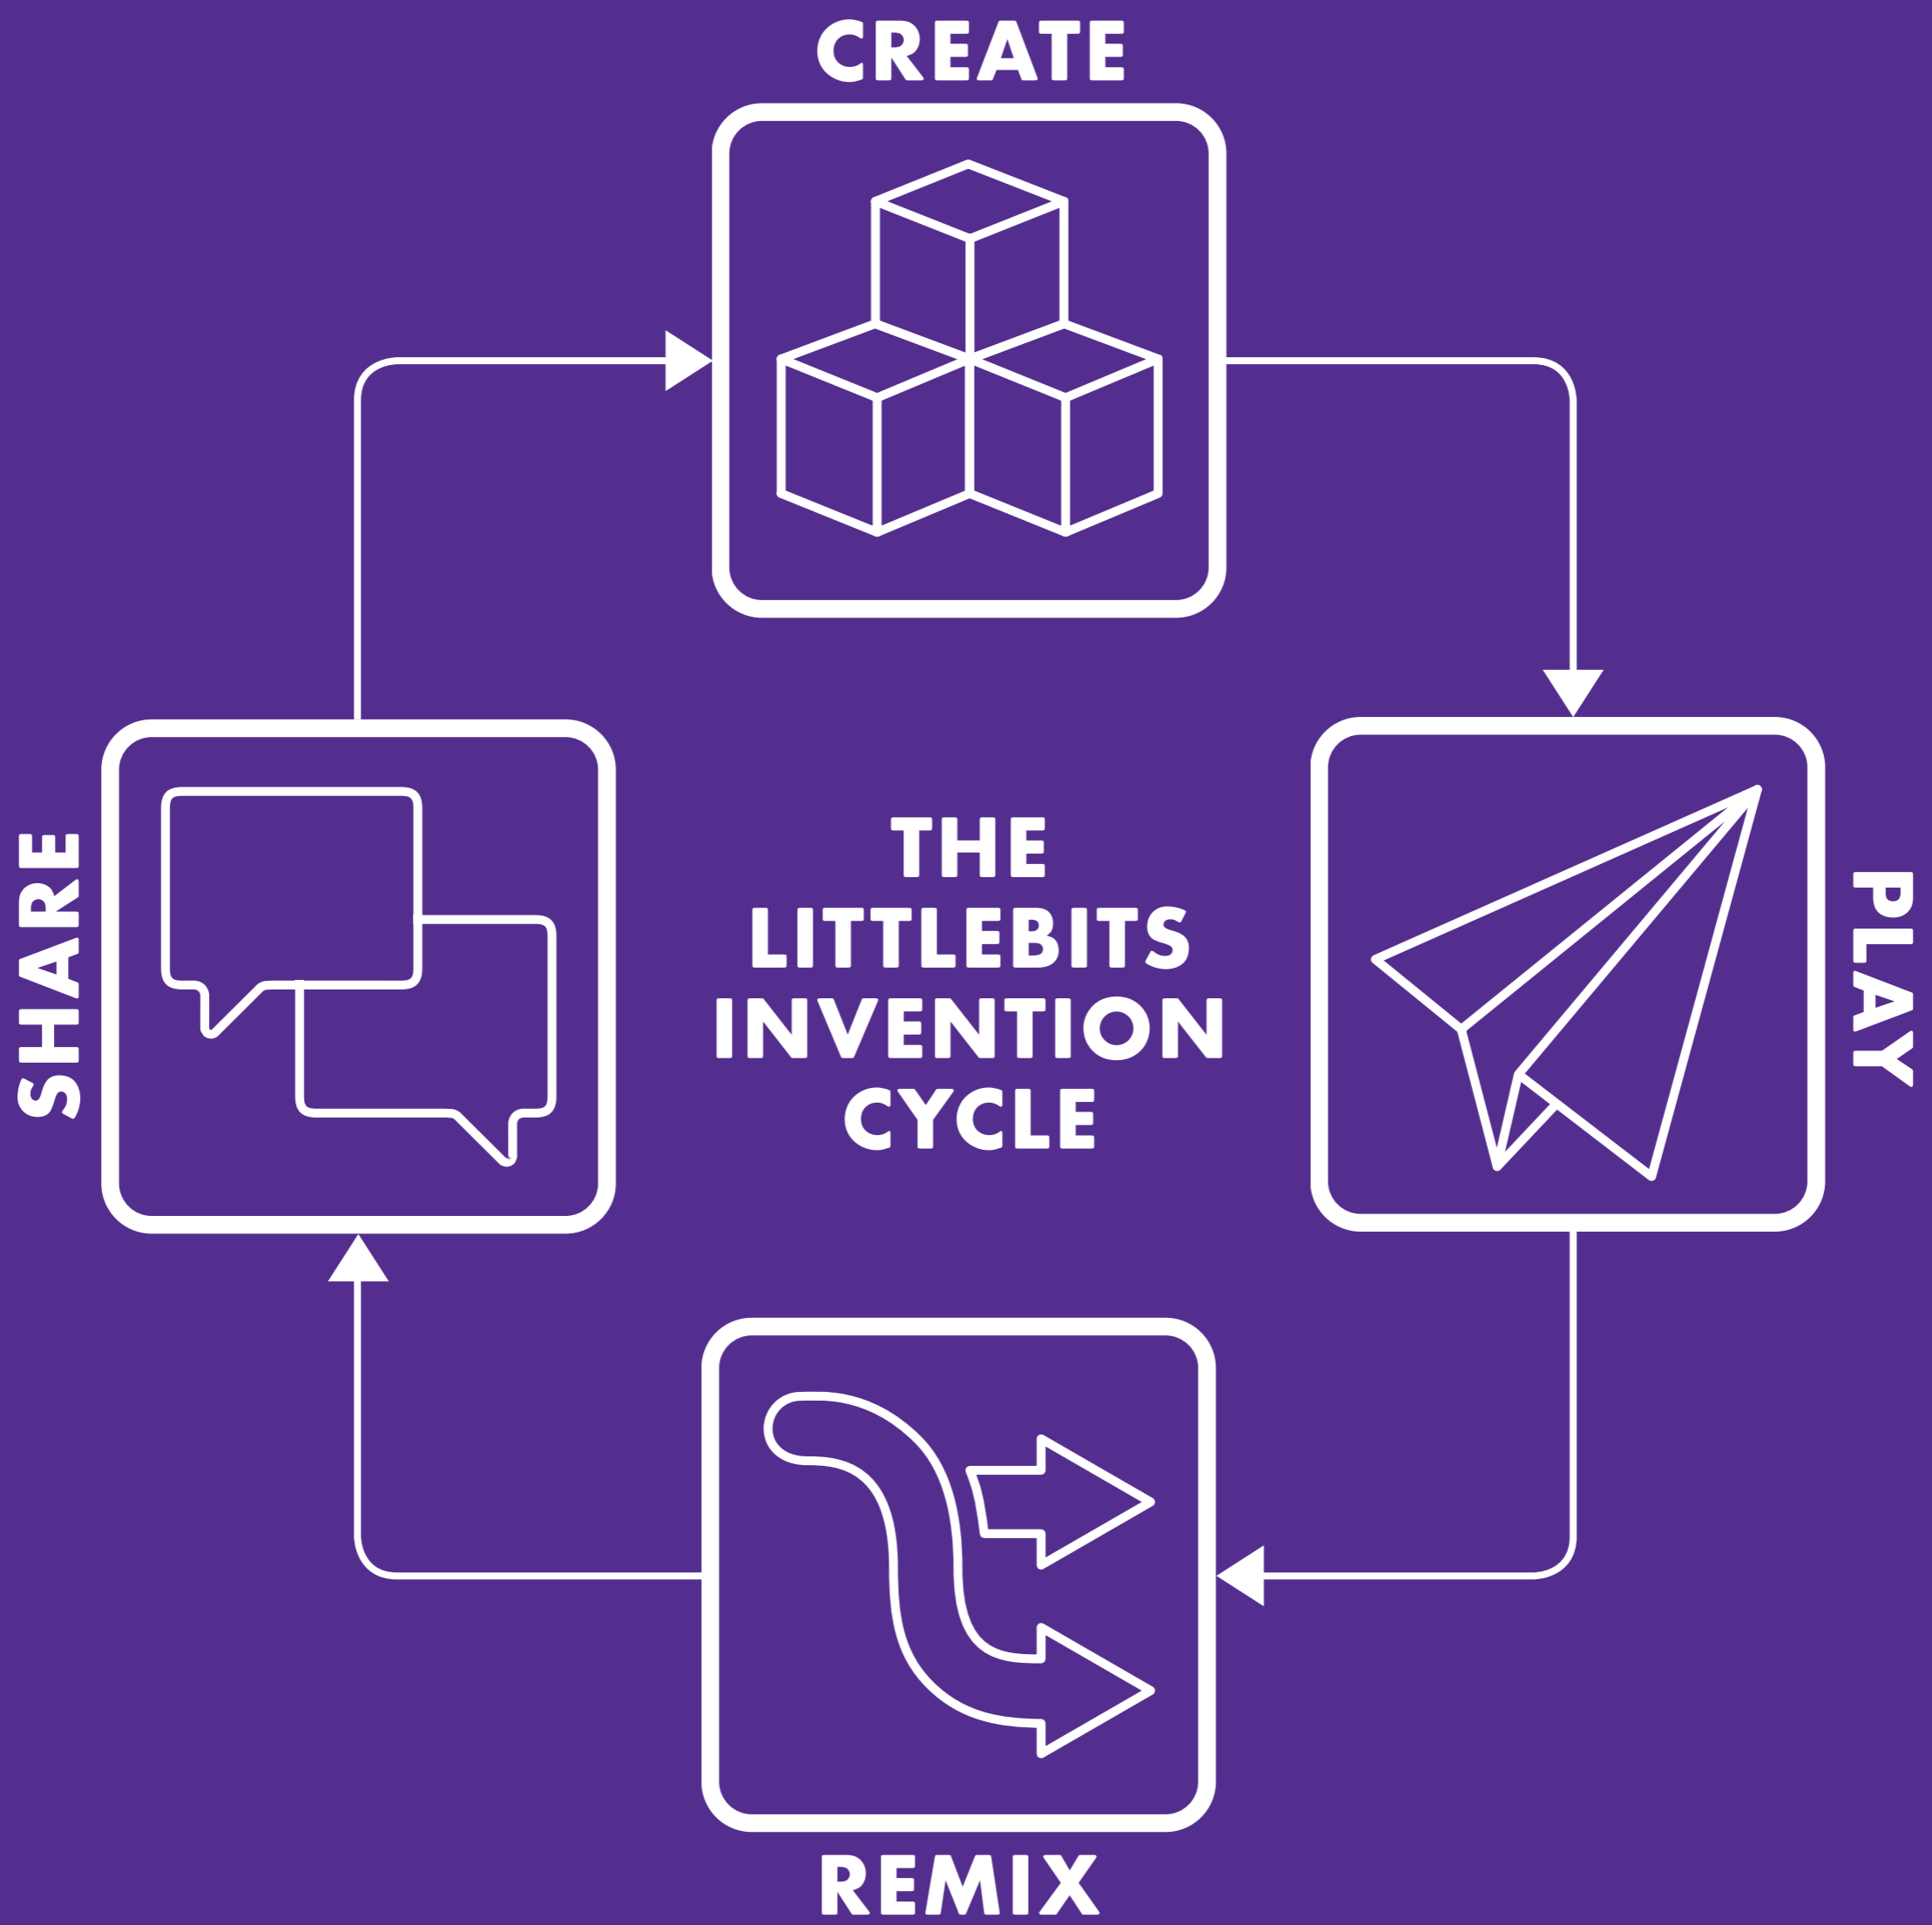 CREATE
PLAY
THE
LITTLEBITS
INVENTION
CYCLE
SHARE
REMIX